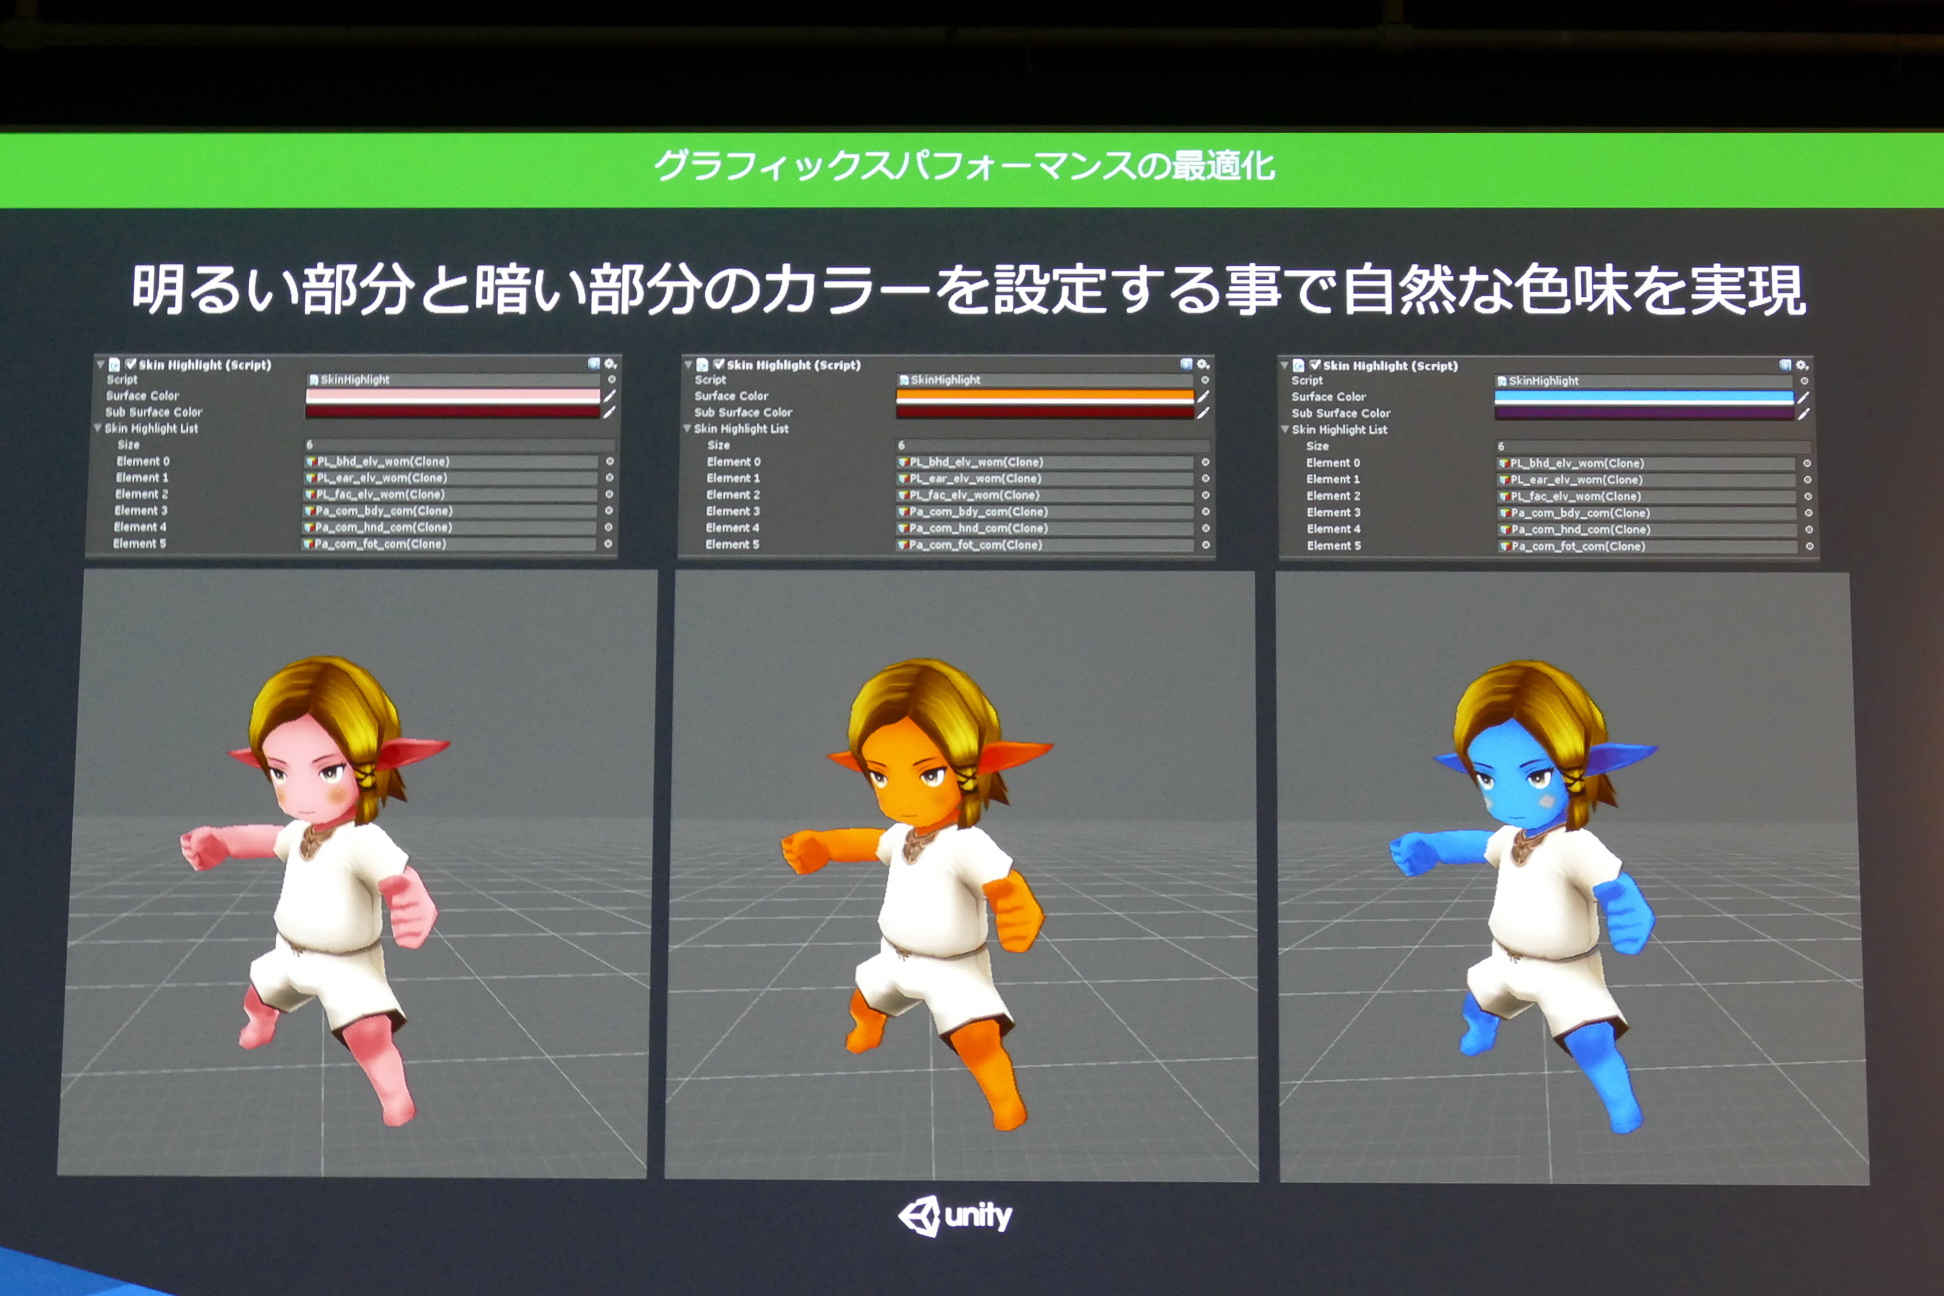 グラフィックスパフォーマンスの最適化
明るい部分と暗い部分のカラーを設定する事で自然な色味を実現
Skin Highlight (Script)
Script SkinHighlight
Surface Color
Sub Surface Color
Skin Highlight List
Size 6
Element 0 PL_bhd_elv_wom(Clone)
Element 1 PL_ear_elv_wom(Clone)
Element 2 PL_fac_elv_wom(Clone)
Element 3 Pa_com_bdy_com(Clone)
Element 4 Pa_com_hnd_com(Clone)
Element 5 Pa_com_fot_com(Clone)
Skin Highlight (Script)
Script SkinHighlight
Surface Color
Sub Surface Color
Skin Highlight List
Size 6
Element 0 PL_bhd_elv_wom(Clone)
Element 1 PL_ear_elv_wom(Clone)
Element 2 PL_fac_elv_wom(Clone)
Element 3 Pa_com_bdy_com(Clone)
Element 4 Pa_com_hnd_com(Clone)
Element 5 Pa_com_fot_com(Clone)
Skin Highlight (Script)
Script SkinHighlight
Surface Color
Sub Surface Color
Skin Highlight List
Size 6
Element 0 PL_bhd_elv_wom(Clone)
Element 1 PL_ear_elv_wom(Clone)
Element 2 PL_fac_elv_wom(Clone)
Element 3 Pa_com_bdy_com(Clone)
Element 4 Pa_com_hnd_com(Clone)
Element 5 Pa_com_fot_com(Clone)
unity